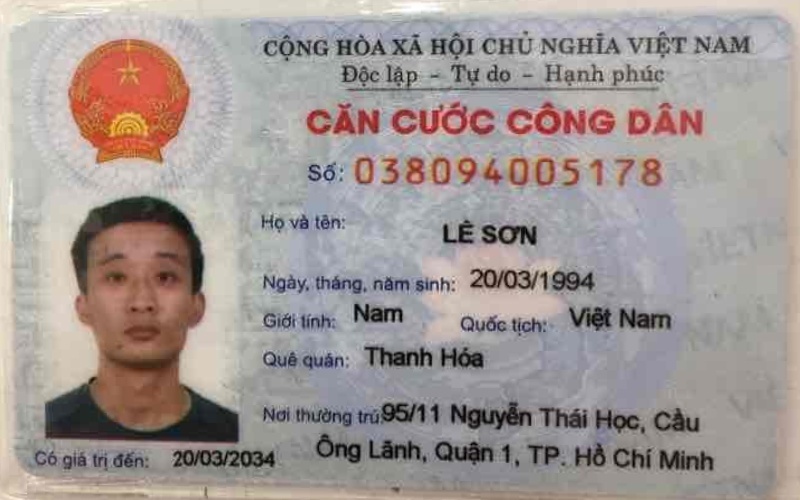 CỘNG HÒA XÃ HỘI CHỦ NGHĨA VIỆT NAM
Độc lập - Tự do - Hạnh phúc
CĂN CƯỚC CÔNG DÂN
Số: 038094005178
Họ và tên:
LÊ SƠN
Ngày, tháng, năm sinh: 20/03/1994
Giới tính: Nam Quốc tịch: Việt Nam
Quê quán: Thanh Hóa
Nơi thường trú: 95/11 Nguyễn Thái Học, Cầu
Ông Lãnh, Quận 1, TP. Hồ Chí Minh
Có giá trị đến: 20/03/2034